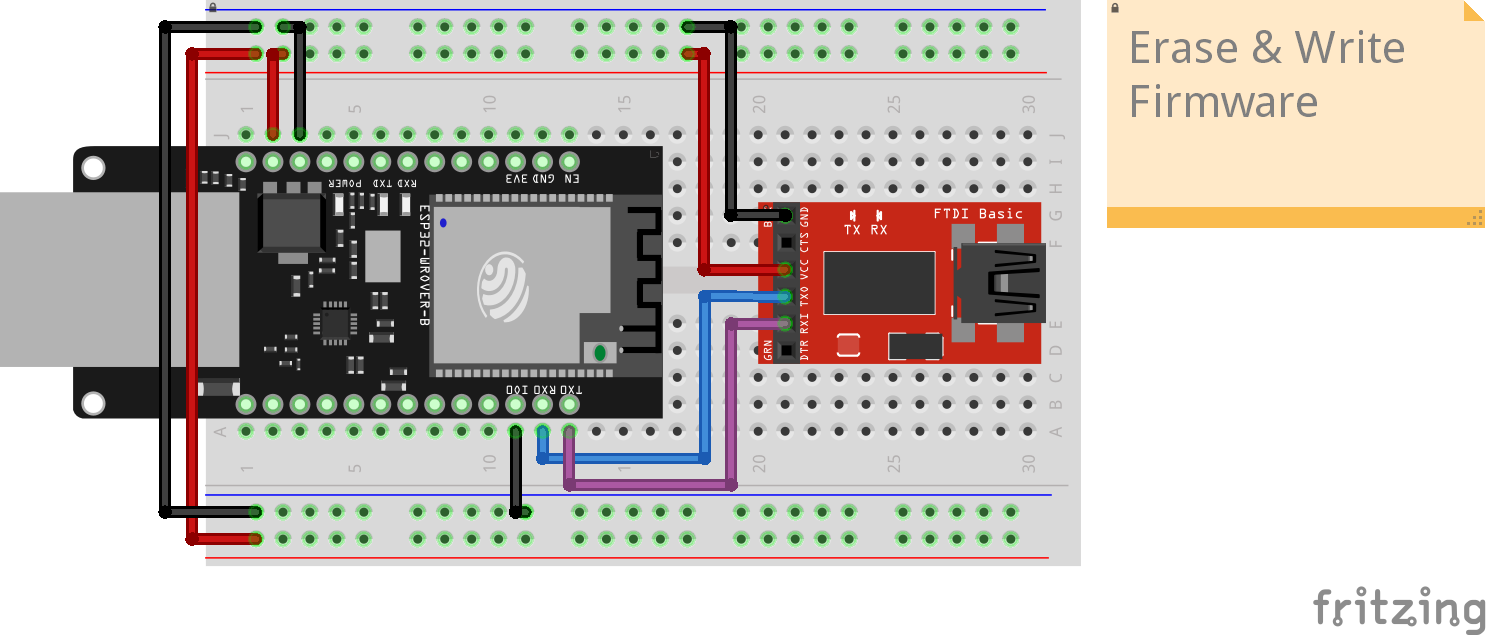 Erase & Write
Firmware
1 5 10 15 20 25 30
J J
I
H
G
F
POWER TXD RXD
3V3 GND EN
ESP32-WROVER-B
BLK
GND
CTS
VCC
TXO
RXI
DTR
GRN
TX RX
FTDI Basic
IO0 RXD TXD
E
D
C
B
A A
1 5 10 1 20 25 30
fritzing